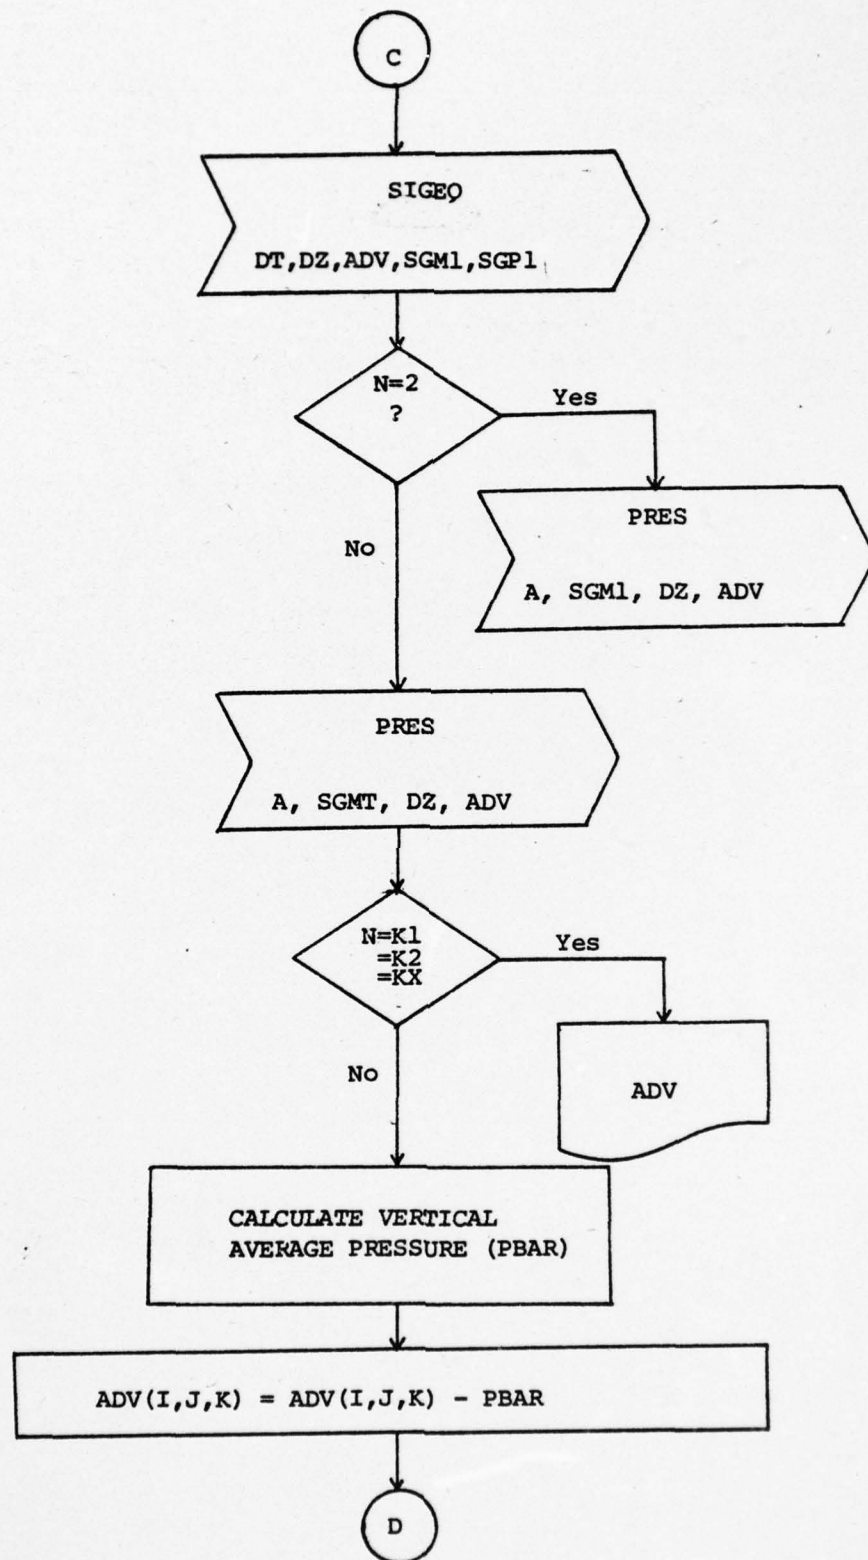 C
SIGEQ
DT,DZ,ADV,SGM1,SGP1
N=2
?
Yes
No
PRES
A, SGM1, DZ, ADV
PRES
A, SGMT, DZ, ADV
N=K1
=K2
=KX
Yes
No
ADV
CALCULATE VERTICAL
AVERAGE PRESSURE (PBAR)
ADV(I,J,K) = ADV(I,J,K) - PBAR
D